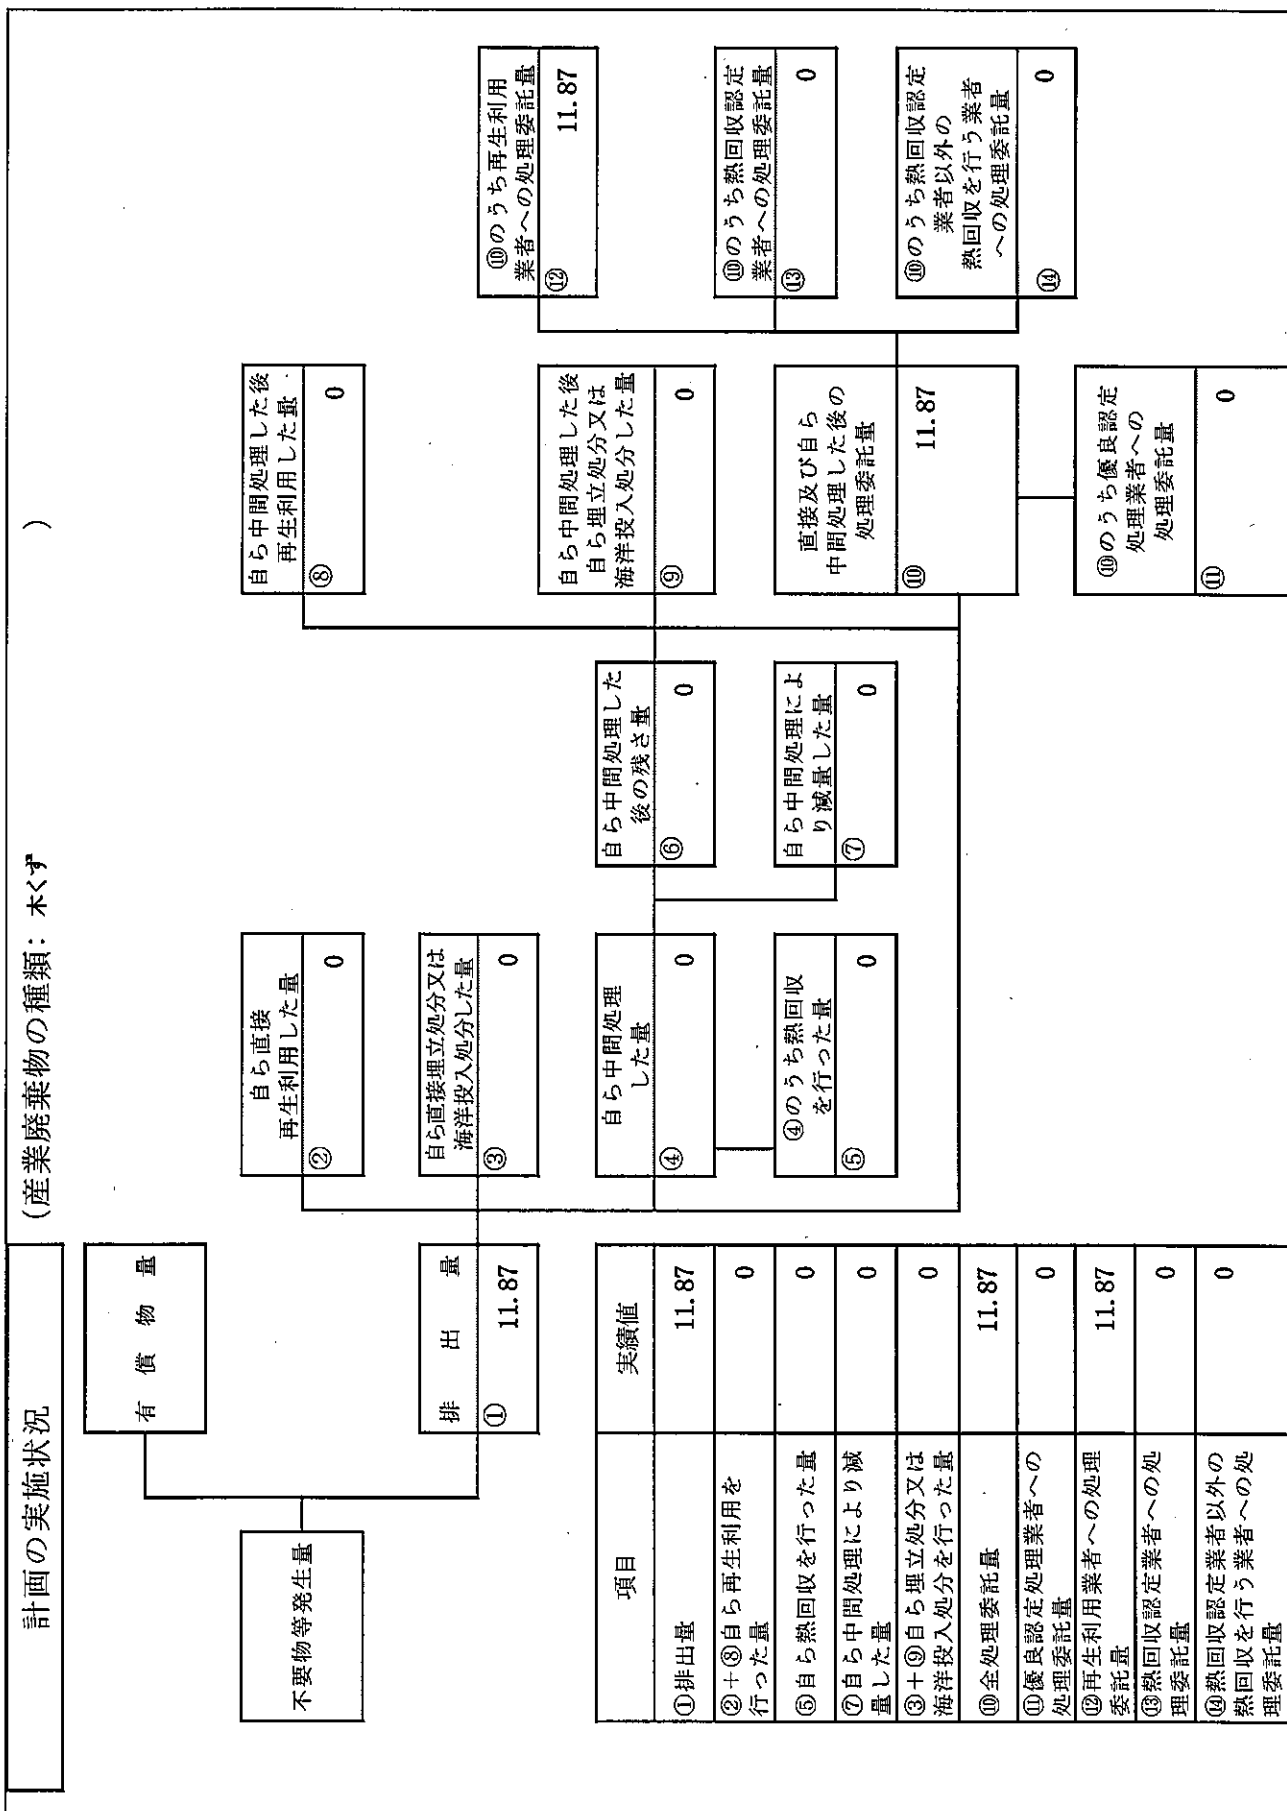 計画の実施状況
(産業廃棄物の種類: 木くず )
不要物等発生量
有償物量
排出量
① 11.87
自ら直接
再生利用した量
② 0
自ら直接埋立処分又は
海洋投入処分した量
③ 0
自ら中間処理
した量
④ 0
④のうち熱回収
を行った量
⑤ 0
自ら中間処理した
後の残さ量
⑥ 0
自ら中間処理によ
り減量した量
⑦ 0
自ら中間処理した後
再生利用した量
⑧ 0
自ら中間処理した後
自ら埋立処分又は
海洋投入処分した量
⑨ 0
直接及び自ら
中間処理した後の
処理委託量
⑩ 11.87
⑩のうち優良認定
処理業者への
処理委託量
⑪ 0
⑩のうち再生利用
業者への処理委託量
⑫ 11.87
⑩のうち熱回収認定
業者への処理委託量
⑬ 0
⑩のうち熱回収認定
業者以外の
熱回収を行う業者
への処理委託量
⑭ 0
項目 実績値
①排出量 11.87
②+⑧自ら再生利用を
行った量 0
⑤自ら熱回収を行った量 0
⑦自ら中間処理により減
量した量 0
③+⑨自ら埋立処分又は
海洋投入処分を行った量 0
⑩全処理委託量 11.87
⑪優良認定処理業者への
処理委託量 0
⑫再生利用業者への処理
委託量 11.87
⑬熱回収認定業者への処
理委託量 0
⑭熱回収認定業者以外の
熱回収を行う業者への処
理委託量 0